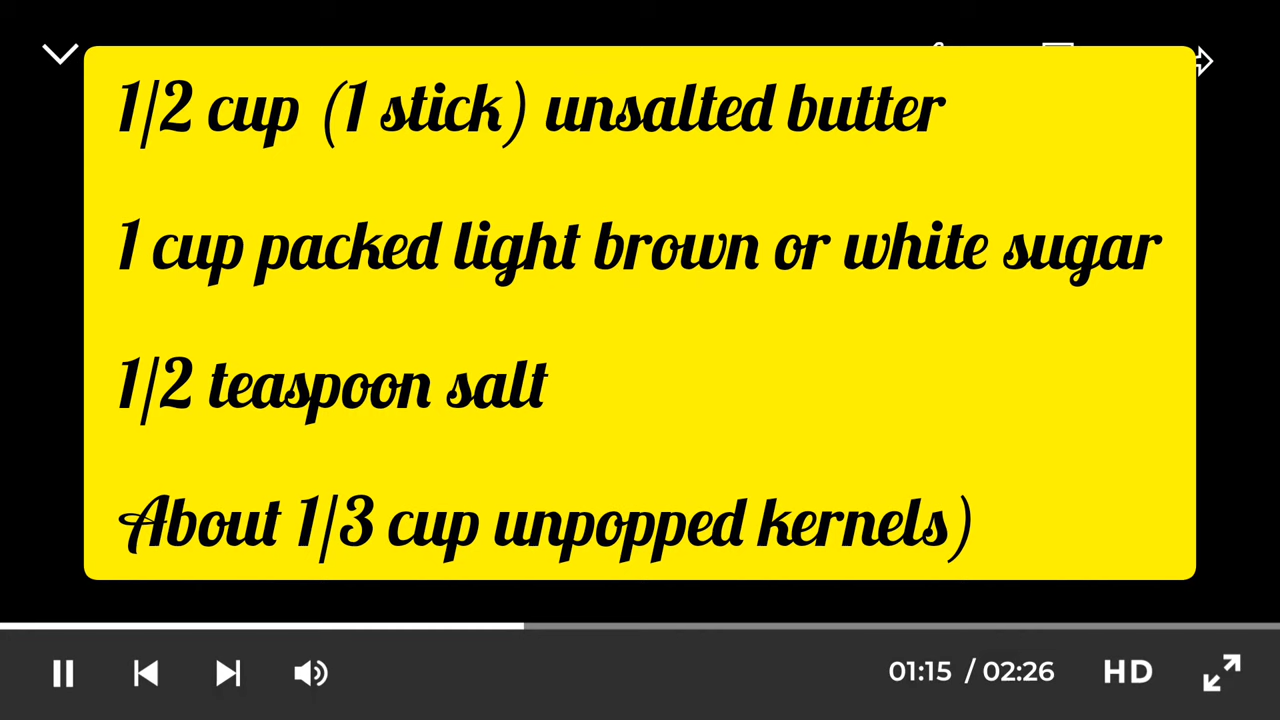 1/2 cup (1 stick) unsalted butter
1 cup packed light brown or white sugar
1/2 teaspoon salt
About 1/3 cup unpopped kernels)
01:15 / 02:26 HD